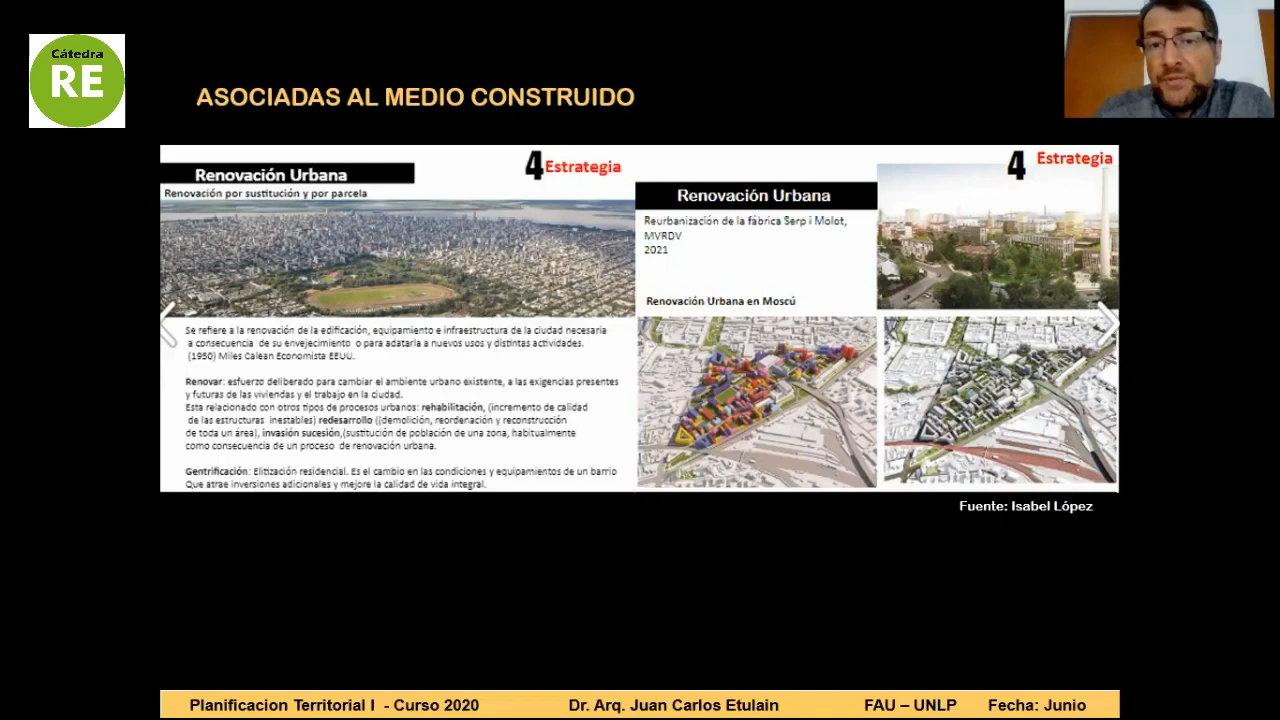 Cátedra
RE
ASOCIADAS AL MEDIO CONSTRUIDO
Renovación Urbana
4 Estrategia
Renovación por sustitución y por parcela
Se refiere a la renovación de la edificación, equipamiento e infraestructura de la ciudad necesaria
a consecuencia de su envejecimiento o para adatarla a nuevos usos y distintas actividades.
(1950) Miles Calean Economista EEUU.
Renovar: esfuerzo deliberado para cambiar el ambiente urbano existente, a las exigencias presentes
y futuras de las viviendas y el trabajo en la ciudad.
Esta relacionado con otros tipos de procesos urbanos: rehabilitación, (incremento de calidad
de las estructuras inestables) redesarrollo ((demolición, reordenación y reconstrucción
de toda un área), invasión sucesión,(sustitución de población de una zona, habitualmente
como consecuencia de un proceso de renovación urbana.
Gentrificación: Elitización residencial. Es el cambio en las condiciones y equipamientos de un barrio
Que atrae inversiones adicionales y mejore la calidad de vida integral.
4 Estrategia
Renovación Urbana
Reurbanización de la fábrica Serp i Molot,
MVRDV
2021
Renovación Urbana en Moscú
Fuente: Isabel López
Planificacion Territorial I - Curso 2020 Dr. Arq. Juan Carlos Etulain FAU – UNLP Fecha: Junio